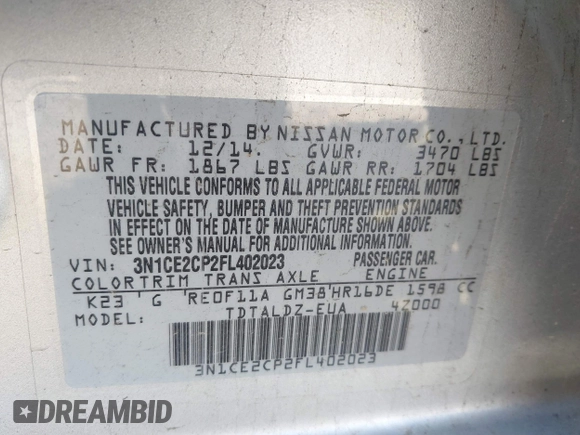 MANUFACTURED BY NISSAN MOTOR CO., LTD.
DATE: 12/14. GVWR: 3470 LBS
GAWR FR: 1867 LBS GAWR RR: 1704 LBS
THIS VEHICLE CONFORMS TO ALL APPLICABLE FEDERAL MOTOR
VEHICLE SAFETY, BUMPER AND THEFT PREVENTION STANDARDS
IN EFFECT ON THE DATE OF MANUFACTURE SHOWN ABOVE.
SEE OWNER'S MANUAL FOR ADDITIONAL INFORMATION.
VIN: 3N1CE2CP2FL402023 PASSENGER CAR.
COLOR TRIM TRANS AXLE ENGINE
K23 G RE0F11A GM38 HR16DE 1598 CC
MODEL: TDTALDZ-EUA 4Z000
3N1CE2CP2FL402023
DREAMBID